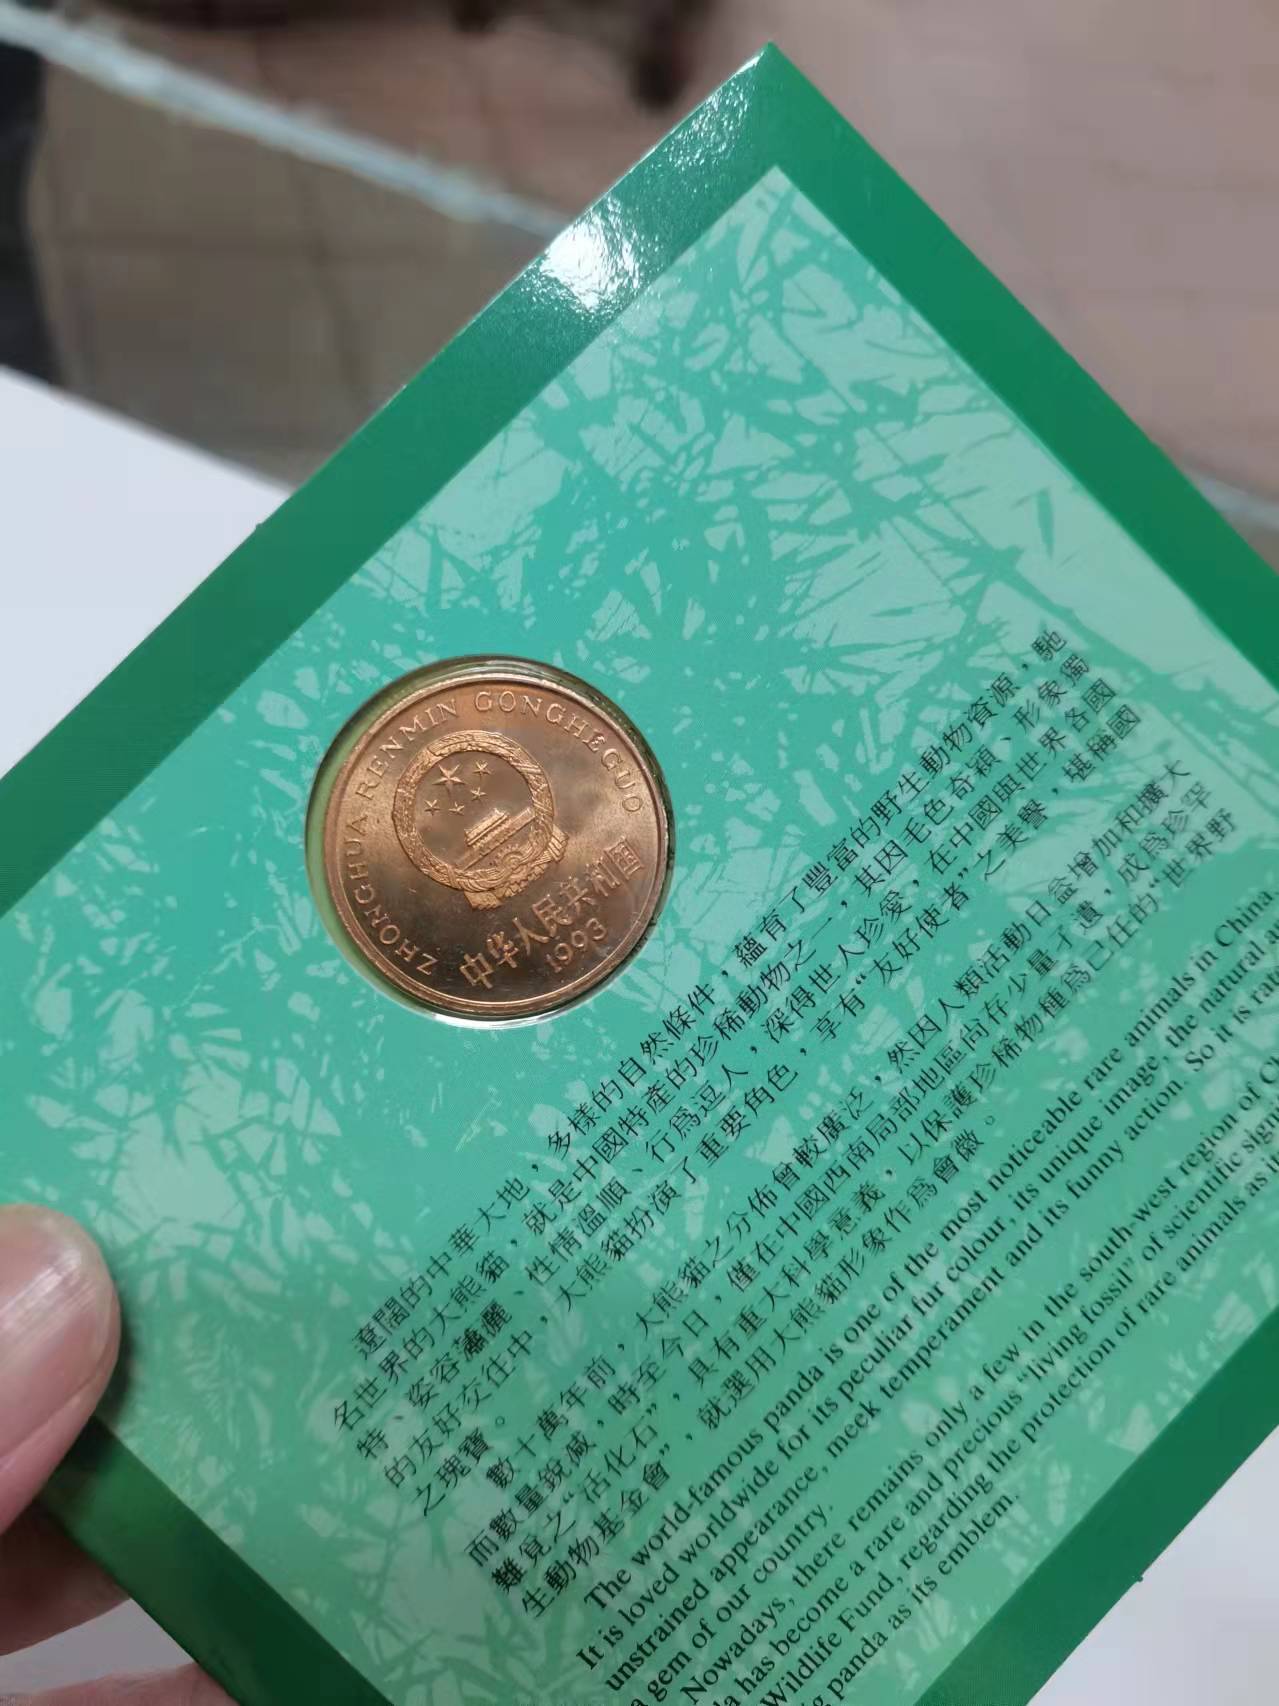 ZHONGHUA RENMIN GONGHEGUO
中华人民共和国
1993
遼闊的中華大地，多樣的自然條件，蘊育了豐富的野生動物資源，馳
名世界的大熊貓，就是中國特產的珍稀動物之一，其因毛色奇穎、形象獨
特、姿容瀟灑、性情溫順、行爲逗人，深得世人珍愛，在中國與世界各國
的友好交往中，大熊貓扮演了重要角色，享有“友好使者”之美譽，堪稱國
之瑰寶。
數十萬年前，大熊貓之分佈曾較廣泛，然因人類活動日益增加和擴大
而數量銳減，時至今日，僅在中國西南局部地區尚存少量孑遺，成爲珍罕
難覓之“活化石”，具有重大科學意義，以保護珍稀物種爲己任的“世界野
生動物基金會”，就選用大熊貓形象作爲會徽。
The world-famous panda is one of the most noticeable rare animals in China.
It is loved worldwide for its peculiar fur colour, its unique image, the natural a
unstrained appearance, meek temperament and its funny action. So it is
a gem of our country.
Nowadays, there remains only a few in the south-west region of
has become a rare and precious “living fossil” of scientific
Wildlife Fund, regarding the protection of rare animals as
panda as its emblem.